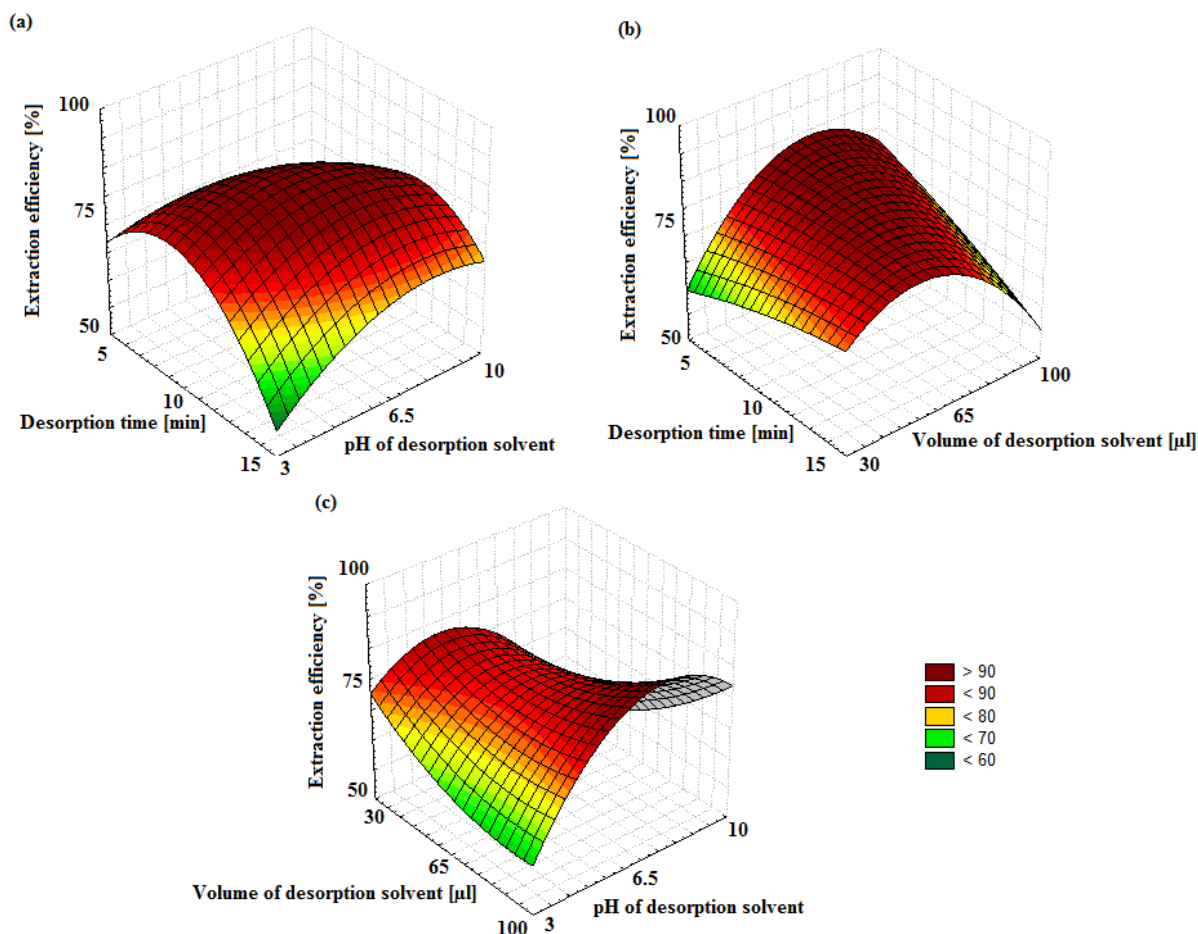 (a)
Extraction efficiency [%]
100
75
50
5
10
15
Desorption time [min]
3
6.5
10
pH of desorption solvent
(b)
Extraction efficiency [%]
100
75
50
5
10
15
Desorption time [min]
30
65
100
Volume of desorption solvent [µl]
(c)
Extraction efficiency [%]
100
75
50
30
65
100
Volume of desorption solvent [µl]
3
6.5
10
pH of desorption solvent
> 90
< 90
< 80
< 70
< 60